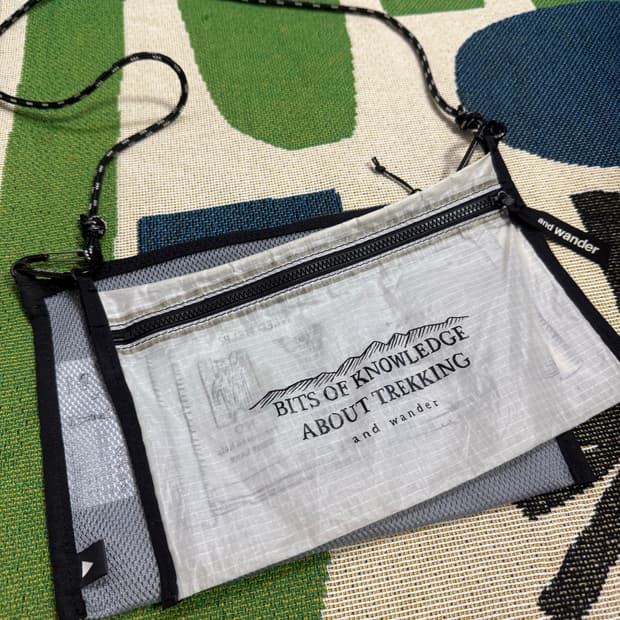 and wander
BITS OF KNOWLEDGE
ABOUT TREKKING
and wander